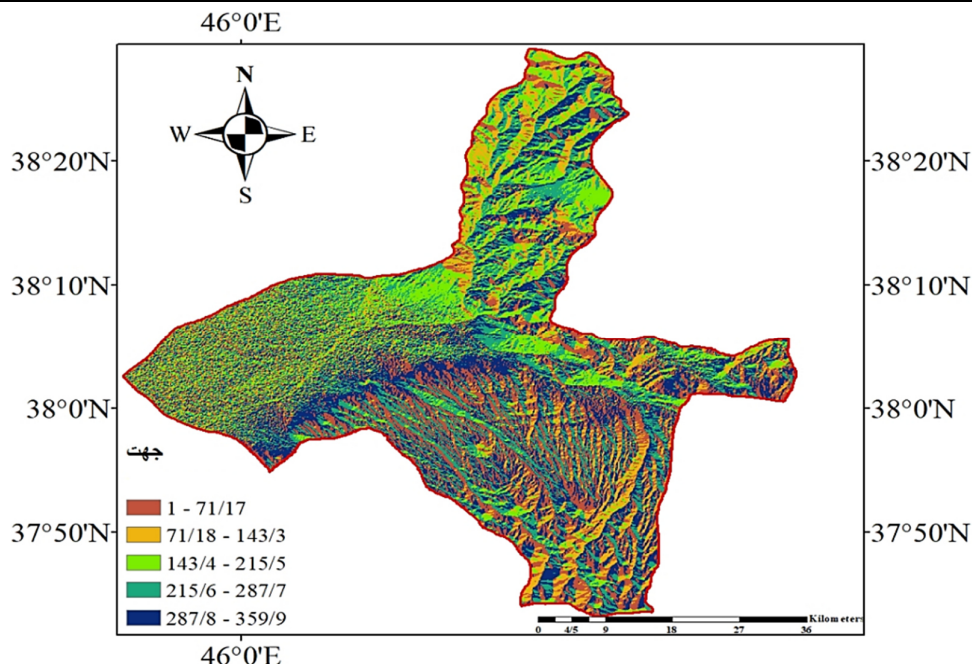 46°0'E
N
W E
S
38°20'N 38°20'N
38°10'N 38°10'N
38°0'N 38°0'N
37°50'N 37°50'N
جهت
1 - 71/17
71/18 - 143/3
143/4 - 215/5
215/6 - 287/7
287/8 - 359/9
Kilometers
0 4/5 9 18 27 36
46°0'E